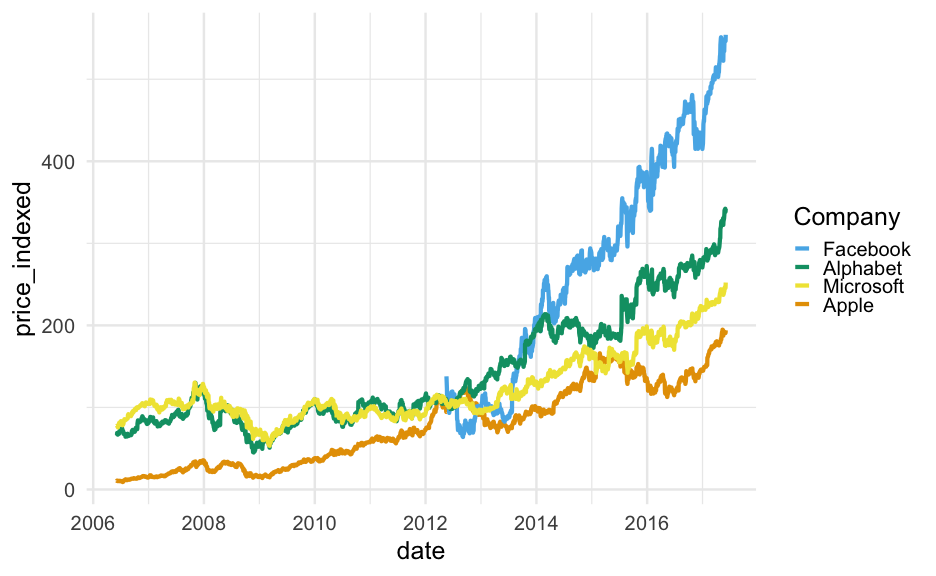 price_indexed
400
200
0
2006 2008 2010 2012 2014 2016
date
Company
Facebook
Alphabet
Microsoft
Apple